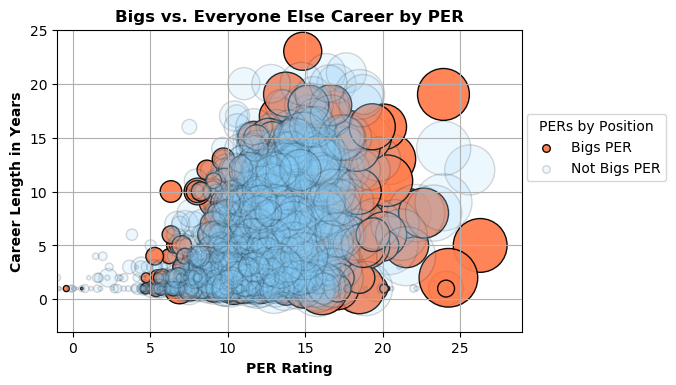 Bigs vs. Everyone Else Career by PER
25
20
15
10
5
0
Career Length in Years
0 5 10 15 20 25
PER Rating
PERs by Position
Bigs PER
Not Bigs PER